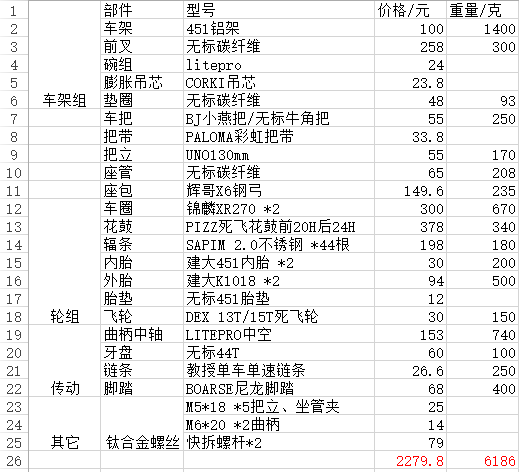 1 部件 型号 价格/元 重量/克
2 车架 451铝架 100 1400
3 前叉 无标碳纤维 258 300
4 碗组 litepro 24
5 膨胀吊芯 CORKI吊芯 23.8
6 车架组 垫圈 无标碳纤维 48 93
7 车把 BJ小燕把/无标牛角把 55 250
8 把带 PALOMA彩虹把带 33.8
9 把立 UNO130mm 55 170
10 座管 无标碳纤维 65 208
11 座包 辉哥X6钢弓 149.6 235
12 车圈 锦麟XR270 *2 300 670
13 花鼓 PIZZ死飞花鼓前20H后24H 378 340
14 辐条 SAPIM 2.0不锈钢 *44根 198 180
15 内胎 建大451内胎 *2 30 200
16 外胎 建大K1018 *2 94 500
17 胎垫 无标451胎垫 12
18 轮组 飞轮 DEX 13T/15T死飞轮 30 150
19 曲柄中轴 LITEPRO中空 153 740
20 牙盘 无标44T 60 100
21 链条 教授单车单速链条 26.6 250
22 传动 脚踏 BOARSE尼龙脚踏 68 400
23 M5*18 *5把立、坐管夹 25
24 M6*20 *2曲柄 14
25 其它 钛合金螺丝 快拆螺杆*2 79
26 2279.8 6186